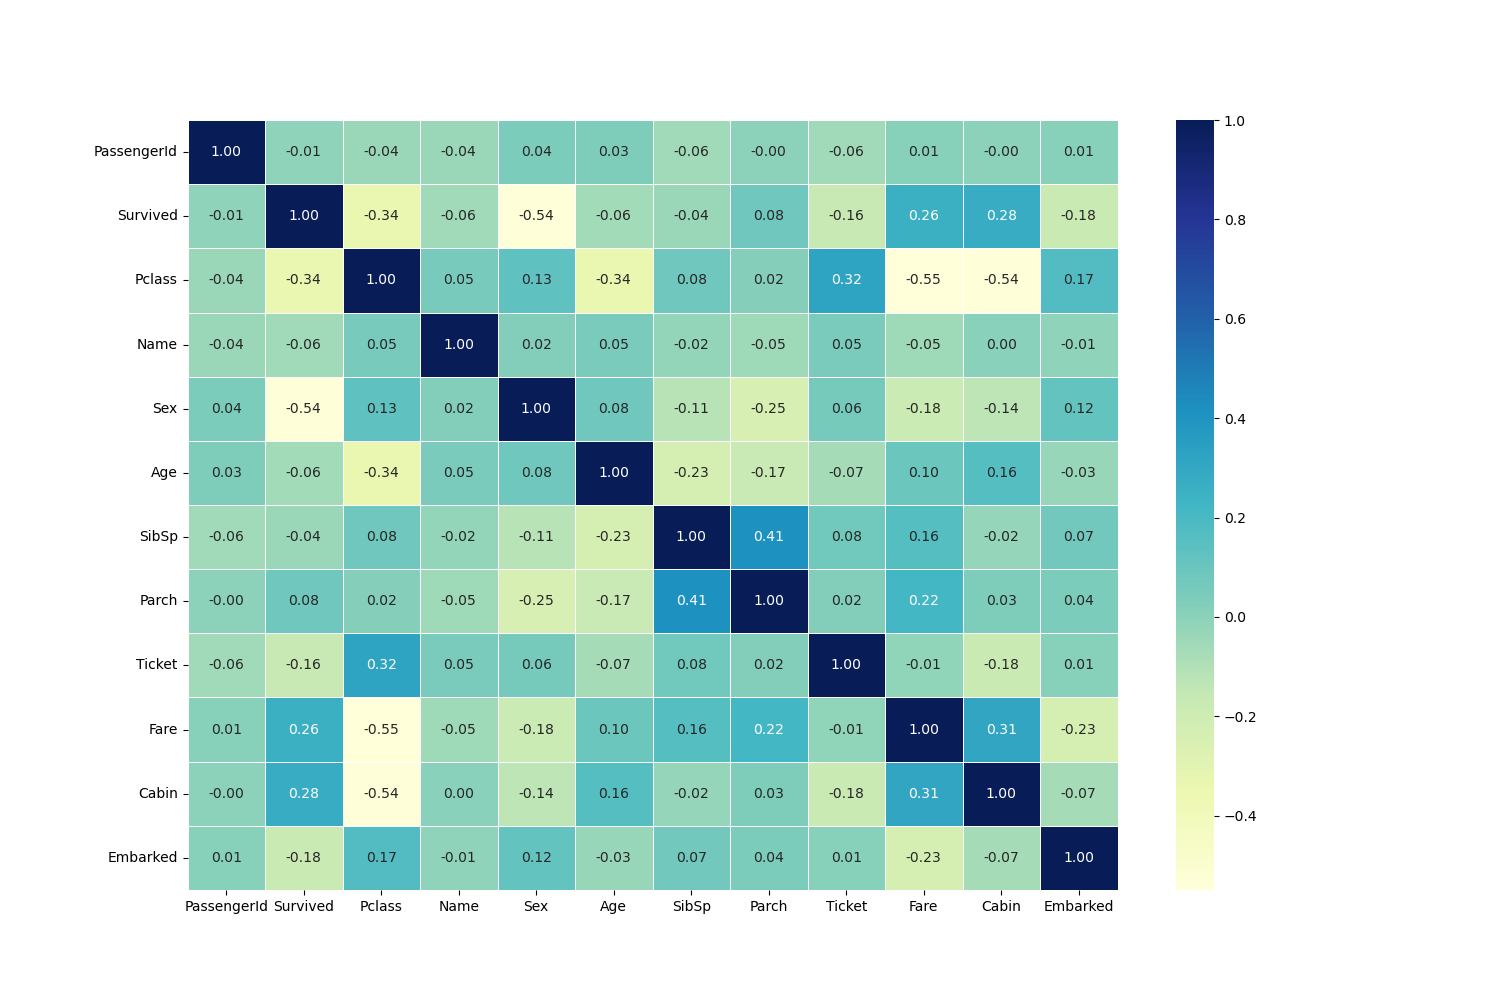 PassengerId 1.00 -0.01 -0.04 -0.04 0.04 0.03 -0.06 -0.00 -0.06 0.01 -0.00 0.01
Survived -0.01 1.00 -0.34 -0.06 -0.54 -0.06 -0.04 0.08 -0.16 0.26 0.28 -0.18
Pclass -0.04 -0.34 1.00 0.05 0.13 -0.34 0.08 0.02 0.32 -0.55 -0.54 0.17
Name -0.04 -0.06 0.05 1.00 0.02 0.05 -0.02 -0.05 0.05 -0.05 0.00 -0.01
Sex 0.04 -0.54 0.13 0.02 1.00 0.08 -0.11 -0.25 0.06 -0.18 -0.14 0.12
Age 0.03 -0.06 -0.34 0.05 0.08 1.00 -0.23 -0.17 -0.07 0.10 0.16 -0.03
SibSp -0.06 -0.04 0.08 -0.02 -0.11 -0.23 1.00 0.41 0.08 0.16 -0.02 0.07
Parch -0.00 0.08 0.02 -0.05 -0.25 -0.17 0.41 1.00 0.02 0.22 0.03 0.04
Ticket -0.06 -0.16 0.32 0.05 0.06 -0.07 0.08 0.02 1.00 -0.01 -0.18 0.01
Fare 0.01 0.26 -0.55 -0.05 -0.18 0.10 0.16 0.22 -0.01 1.00 0.31 -0.23
Cabin -0.00 0.28 -0.54 0.00 -0.14 0.16 -0.02 0.03 -0.18 0.31 1.00 -0.07
Embarked 0.01 -0.18 0.17 -0.01 0.12 -0.03 0.07 0.04 0.01 -0.23 -0.07 1.00
PassengerId Survived Pclass Name Sex Age SibSp Parch Ticket Fare Cabin Embarked
1.0
0.8
0.6
0.4
0.2
0.0
−0.2
−0.4